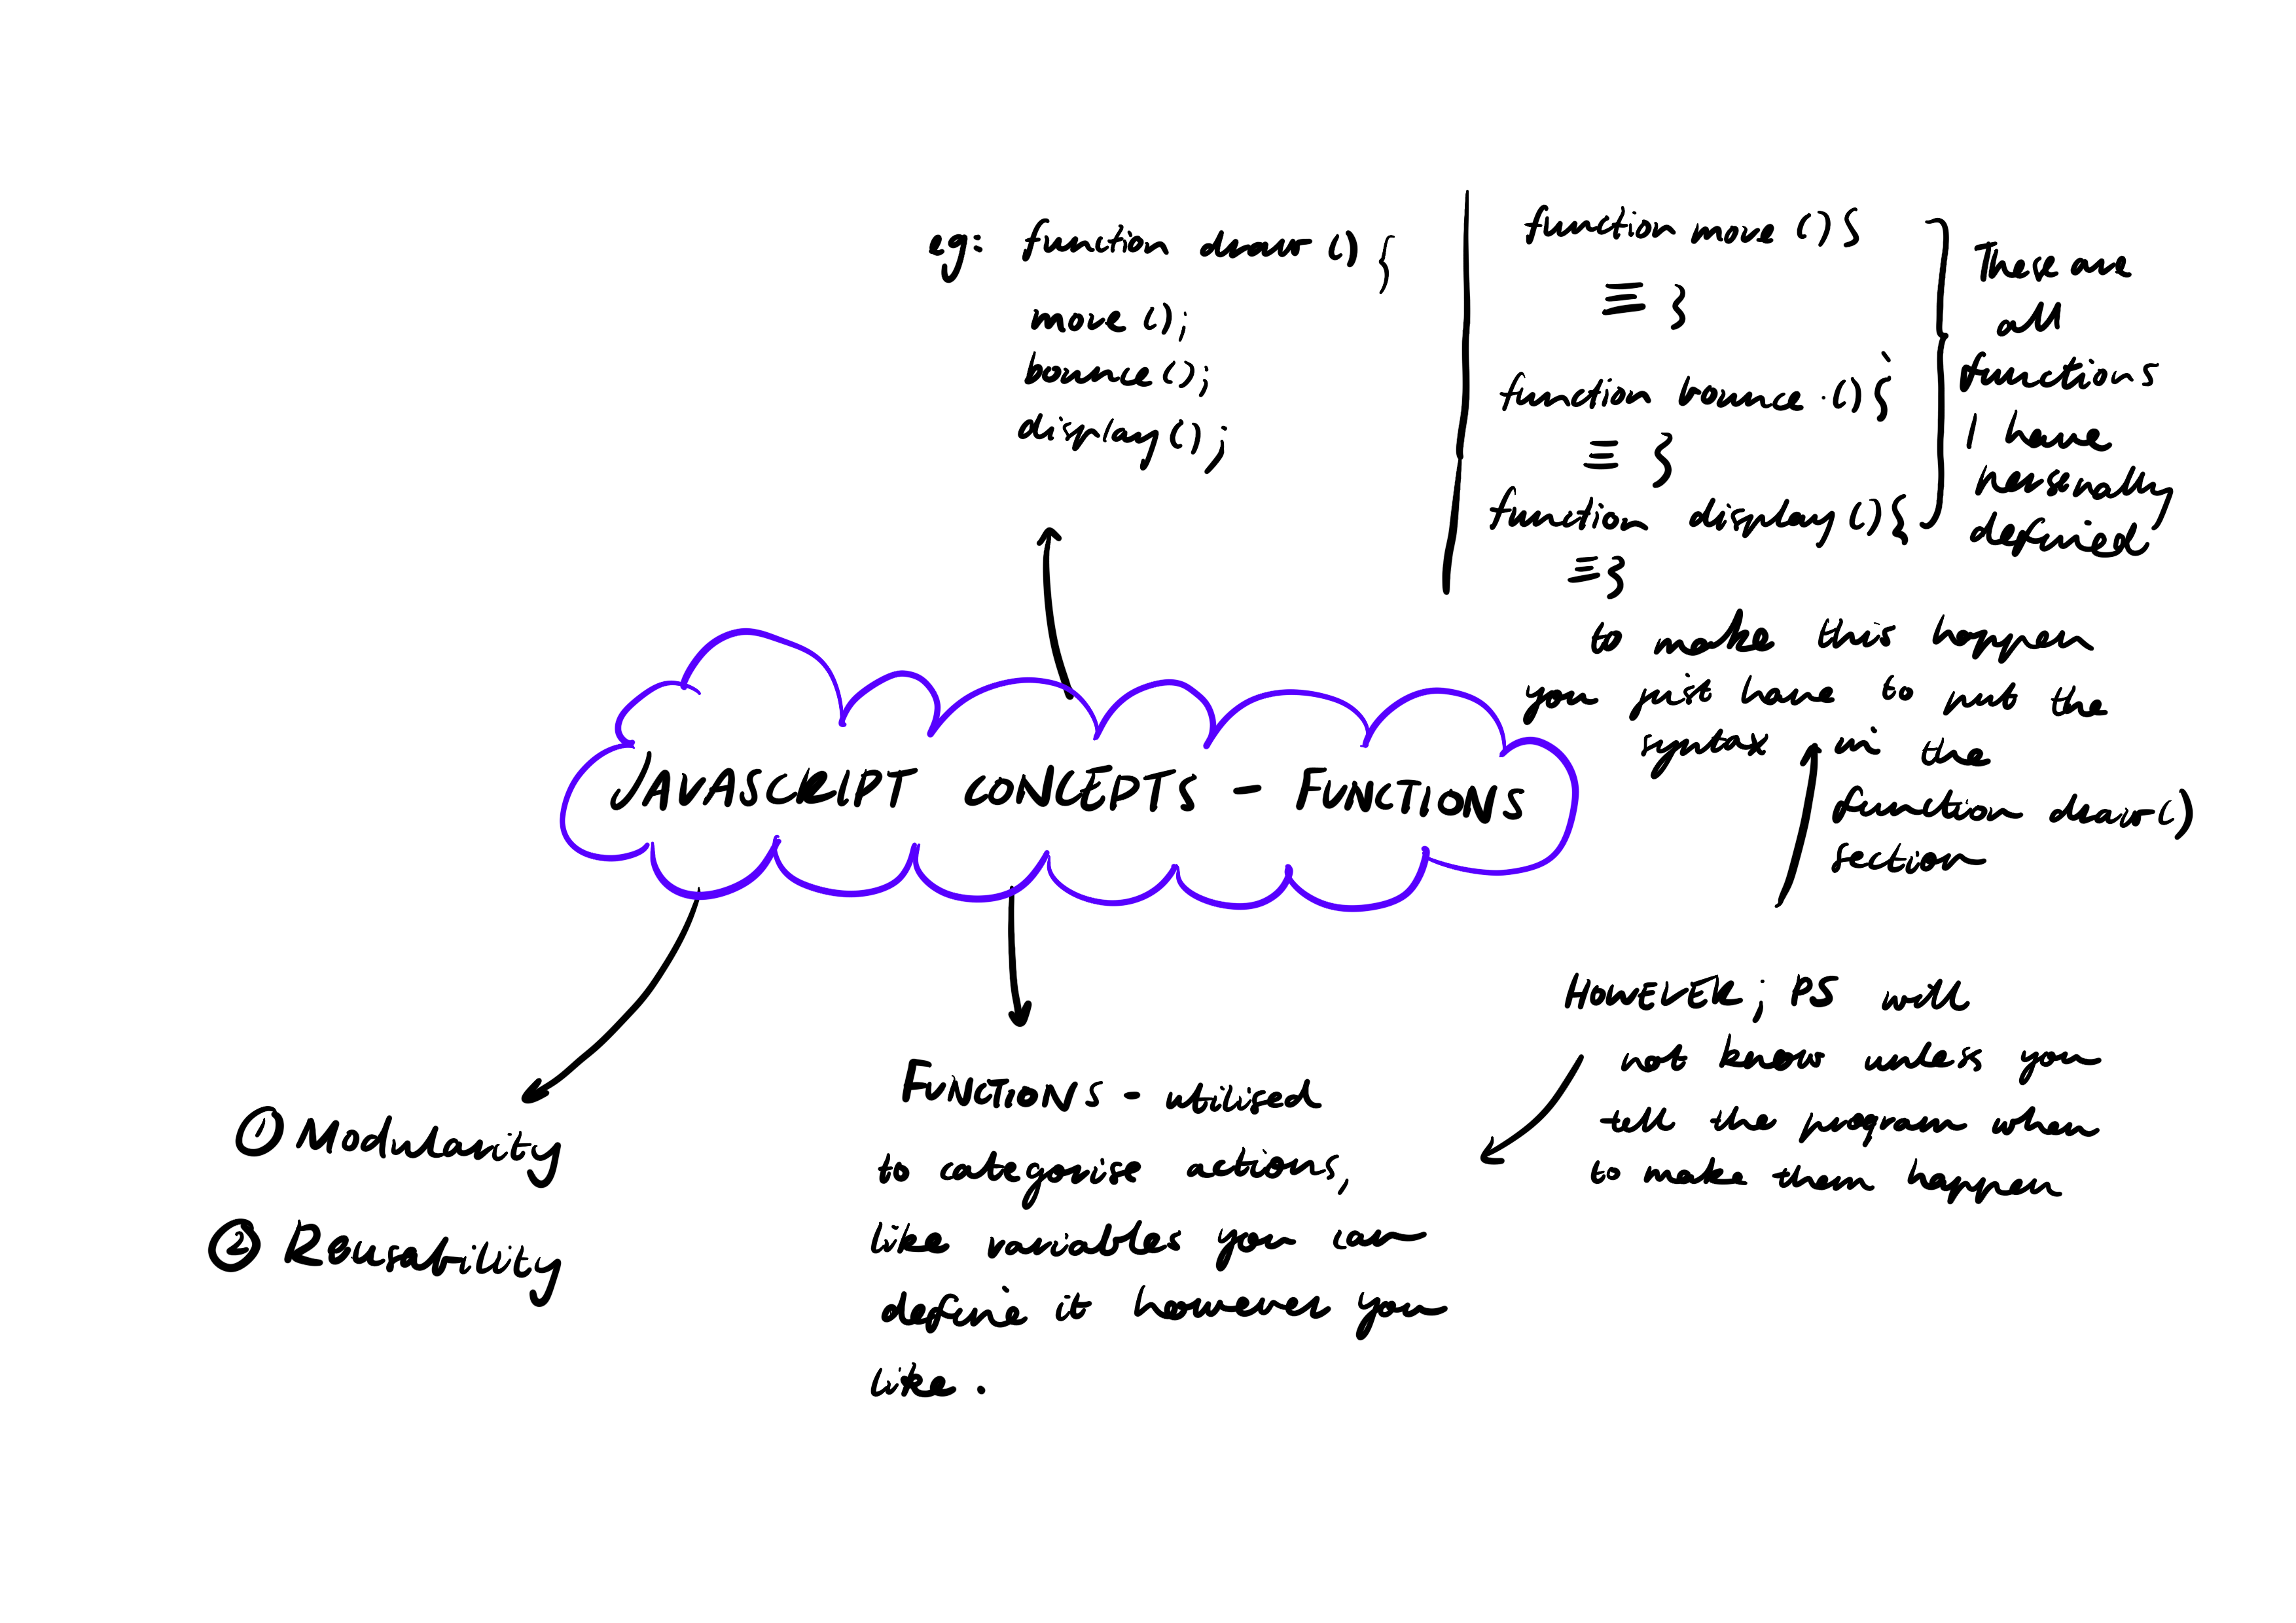 eg: function draw () {
move ();
bounce ();
display ();
function move () {
≡ }
function bounce () {
≡ }
function display () {
≡ }
These are
all
functions
I have
personally
defined
to make this happen
you just have to put the
syntax in the
function draw ()
section
JAVASCRIPT CONCEPTS - FUNCTIONS
① Modularity
② Reusability
FUNCTIONS - utilised
to categorise actions,
like variables you can
define it however you
like.
HOWEVER; P5 will
not know unless you
tell the program when
to make them happen